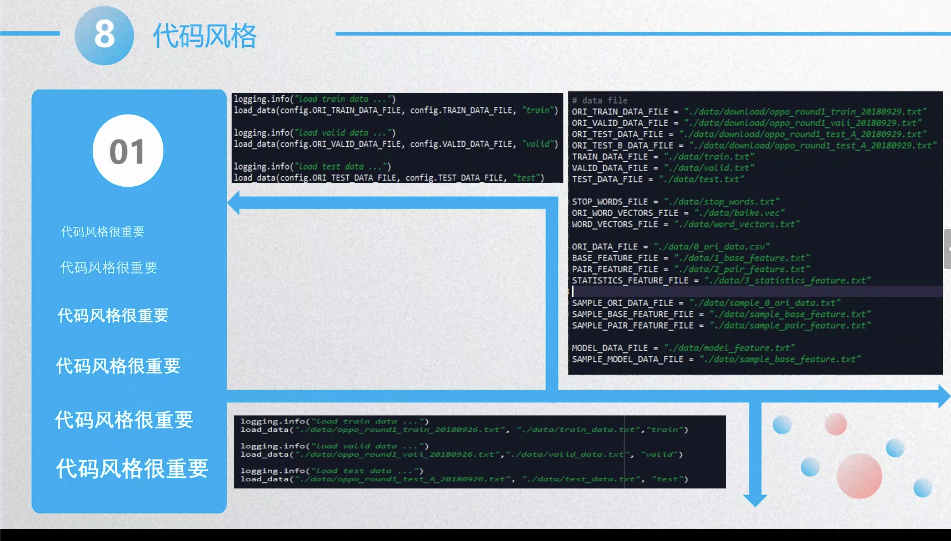 8
代码风格
01
代码风格很重要
代码风格很重要
代码风格很重要
代码风格很重要
代码风格很重要
代码风格很重要
logging.info("load train data ...")
load_data(config.ORI_TRAIN_DATA_FILE, config.TRAIN_DATA_FILE, "train")
logging.info("load valid data ...")
load_data(config.ORI_VALID_DATA_FILE, config.VALID_DATA_FILE, "valid")
logging.info("load test data ...")
load_data(config.ORI_TEST_DATA_FILE, config.TEST_DATA_FILE, "test")
# data file
ORI_TRAIN_DATA_FILE = "./data/download/oppo_round1_train_20180929.txt"
ORI_VALID_DATA_FILE = "./data/download/oppo_round1_vali_20180929.txt"
ORI_TEST_DATA_FILE = "./data/download/oppo_round1_test_A_20180929.txt"
ORI_TEST_B_DATA_FILE = "./data/download/oppo_round1_test_A_20180929.txt"
TRAIN_DATA_FILE = "./data/train.txt"
VALID_DATA_FILE = "./data/valid.txt"
TEST_DATA_FILE = "./data/test.txt"
STOP_WORDS_FILE = "./data/stop_words.txt"
ORI_WORD_VECTORS_FILE = "./data/baike.vec"
WORD_VECTORS_FILE = "./data/word_vectors.txt"
ORI_DATA_FILE = "./data/0_ori_data.csv"
BASE_FEATURE_FILE = "./data/1_base_feature.txt"
PAIR_FEATURE_FILE = "./data/2_pair_feature.txt"
STATISTICS_FEATURE_FILE = "./data/3_statistics_feature.txt"
SAMPLE_ORI_DATA_FILE = "./data/sample_0_ori_data.txt"
SAMPLE_BASE_FEATURE_FILE = "./data/sample_base_feature.txt"
SAMPLE_PAIR_FEATURE_FILE = "./data/sample_pair_feature.txt"
MODEL_DATA_FILE = "./data/model_feature.txt"
SAMPLE_MODEL_DATA_FILE = "./data/sample_base_feature.txt"
logging.info("load train data ...")
load_data("./data/oppo_round1_train_20180926.txt", "./data/train_data.txt","train")
logging.info("load valid data ...")
load_data("./data/oppo_round1_vali_20180926.txt","./data/valid_data.txt", "valid")
logging.info("load test data ...")
load_data("./data/oppo_round1_test_A_20180926.txt", "./data/test_data.txt", "test")